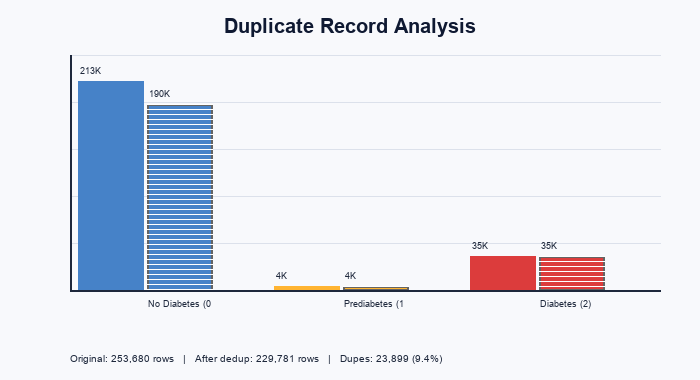 Duplicate Record Analysis
213K
190K
4K
4K
35K
35K
No Diabetes (0
Prediabetes (1
Diabetes (2)
Original: 253,680 rows | After dedup: 229,781 rows | Dupes: 23,899 (9.4%)